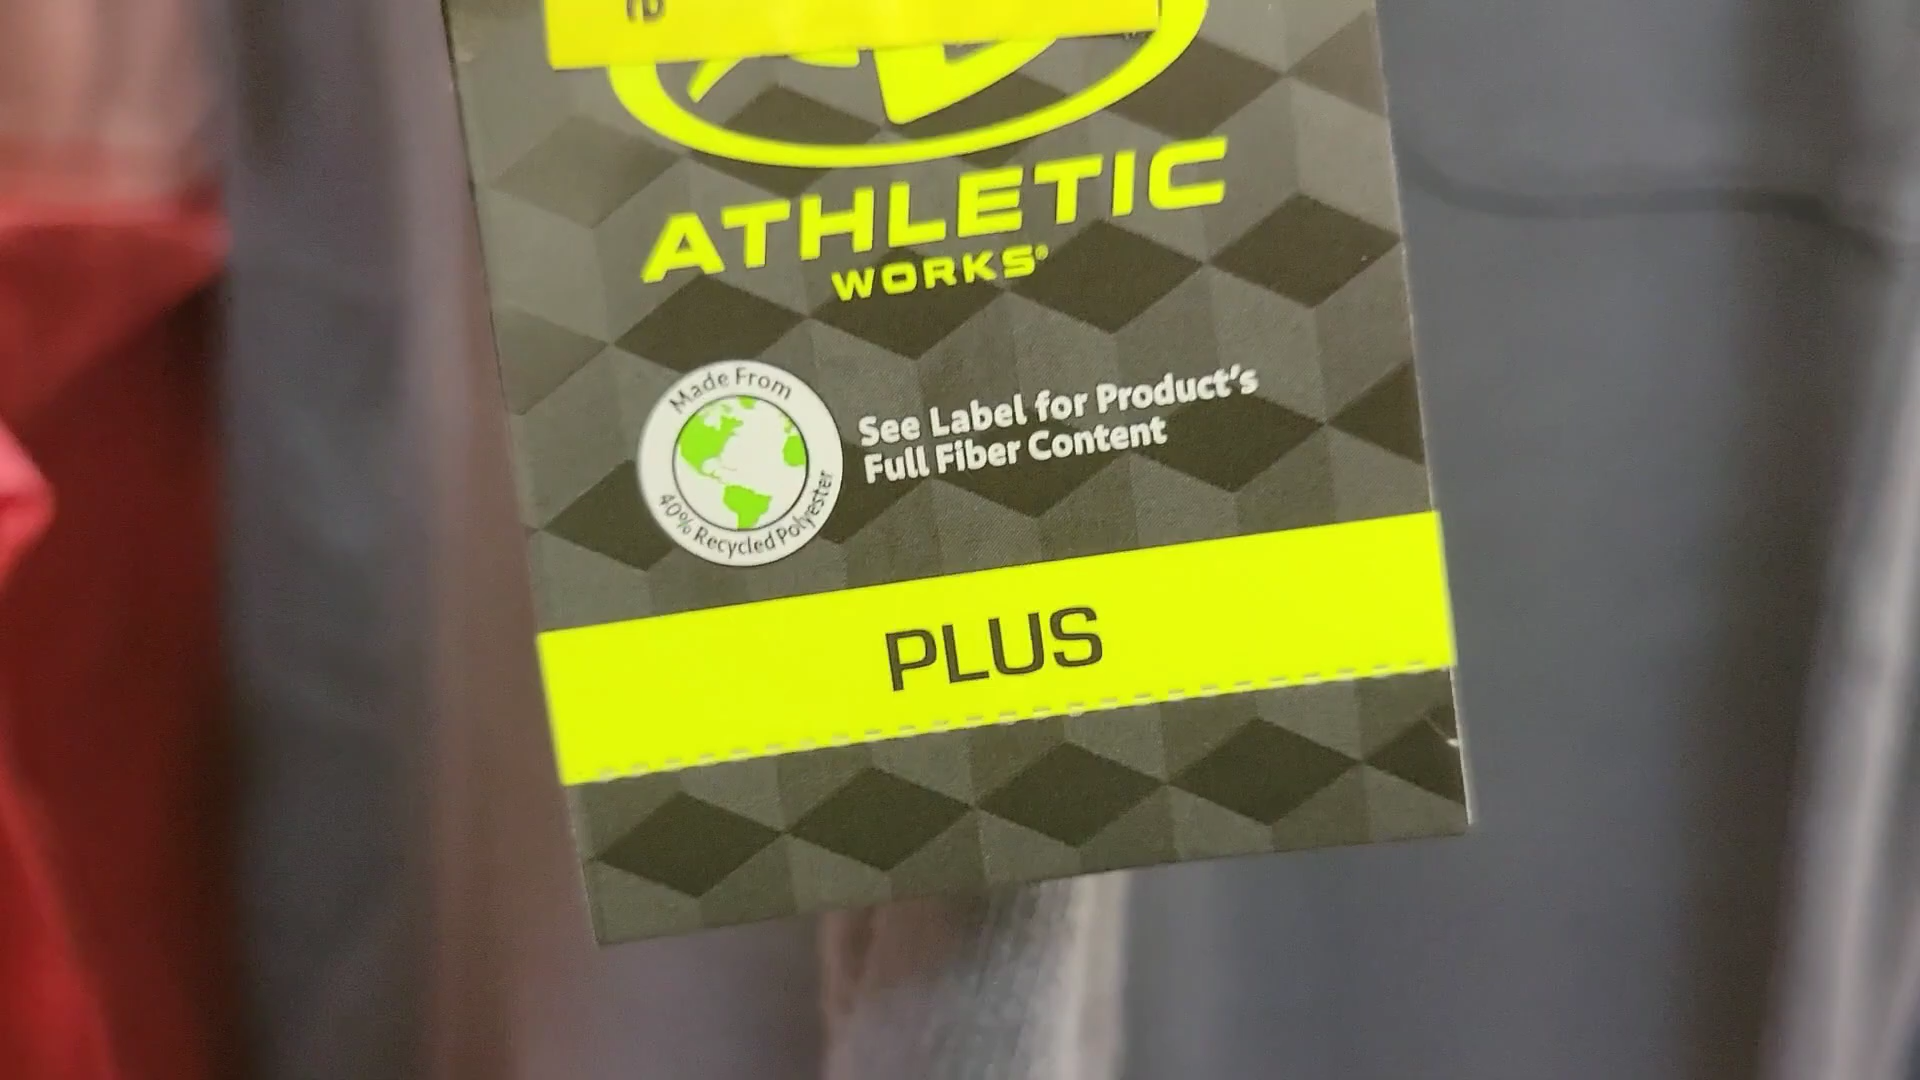 ATHLETIC
WORKS®
Made From
40% Recycled Polyester
See Label for Product's
Full Fiber Content
PLUS